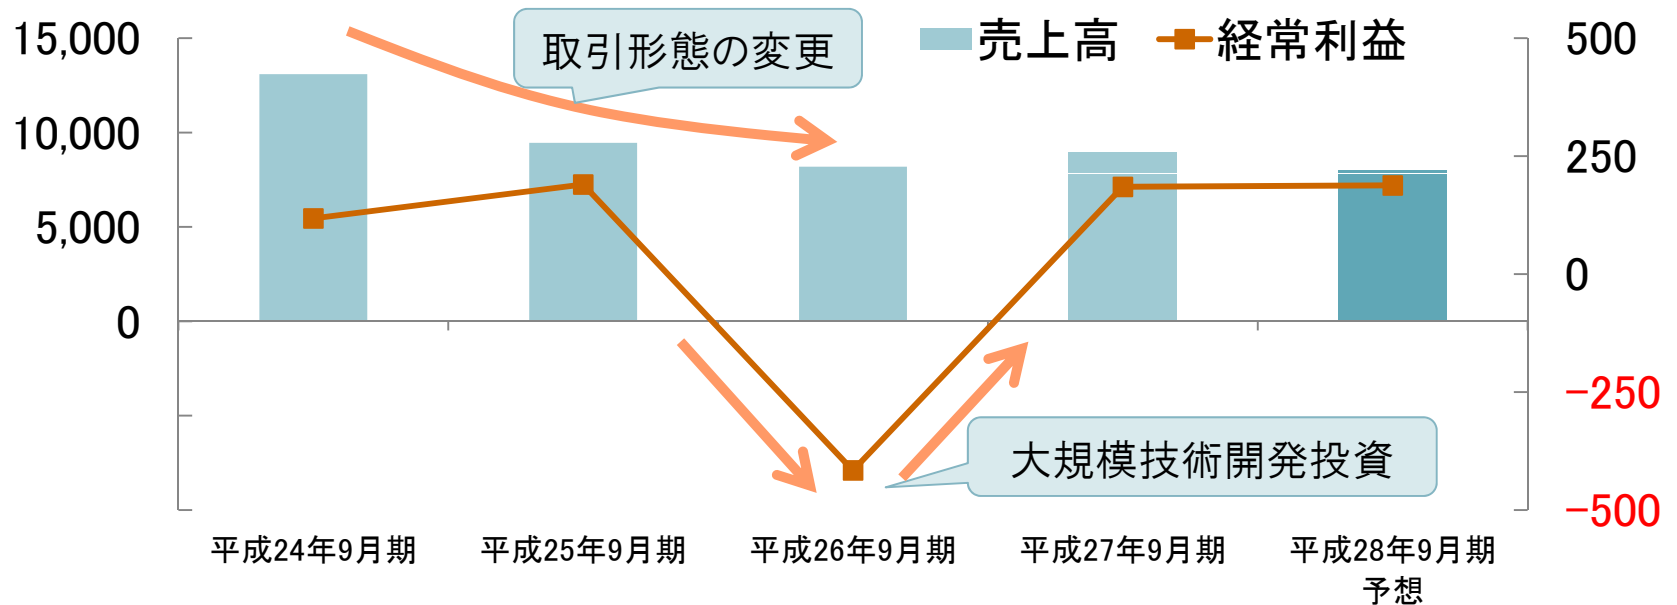 取引形態の変更
売上高
経常利益
15,000
10,000
5,000
0
500
250
0
-250
-500
大規模技術開発投資
平成24年9月期
平成25年9月期
平成26年9月期
平成27年9月期
平成28年9月期
予想